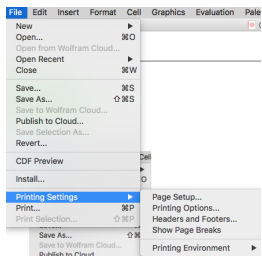 File Edit Insert Format Cell Graphics Evaluation Pale
New ▶
Open... ⌘O
Open from Wolfram Cloud...
Open Recent ▶
Close ⌘W
Save... ⌘S
Save As... ⇧⌘S
Save to Wolfram Cloud...
Publish to Cloud...
Save Selection As...
Revert...
CDF Preview
Cel
Install...
Printing Settings ▶
Page Setup...
Print... ⌘P
Printing Options...
Print Selection... ⇧⌘P
Headers and Footers...
Show Page Breaks
Save As...
Save to Wolfram Cloud...
Printing Environment ▶
Publish to Cloud